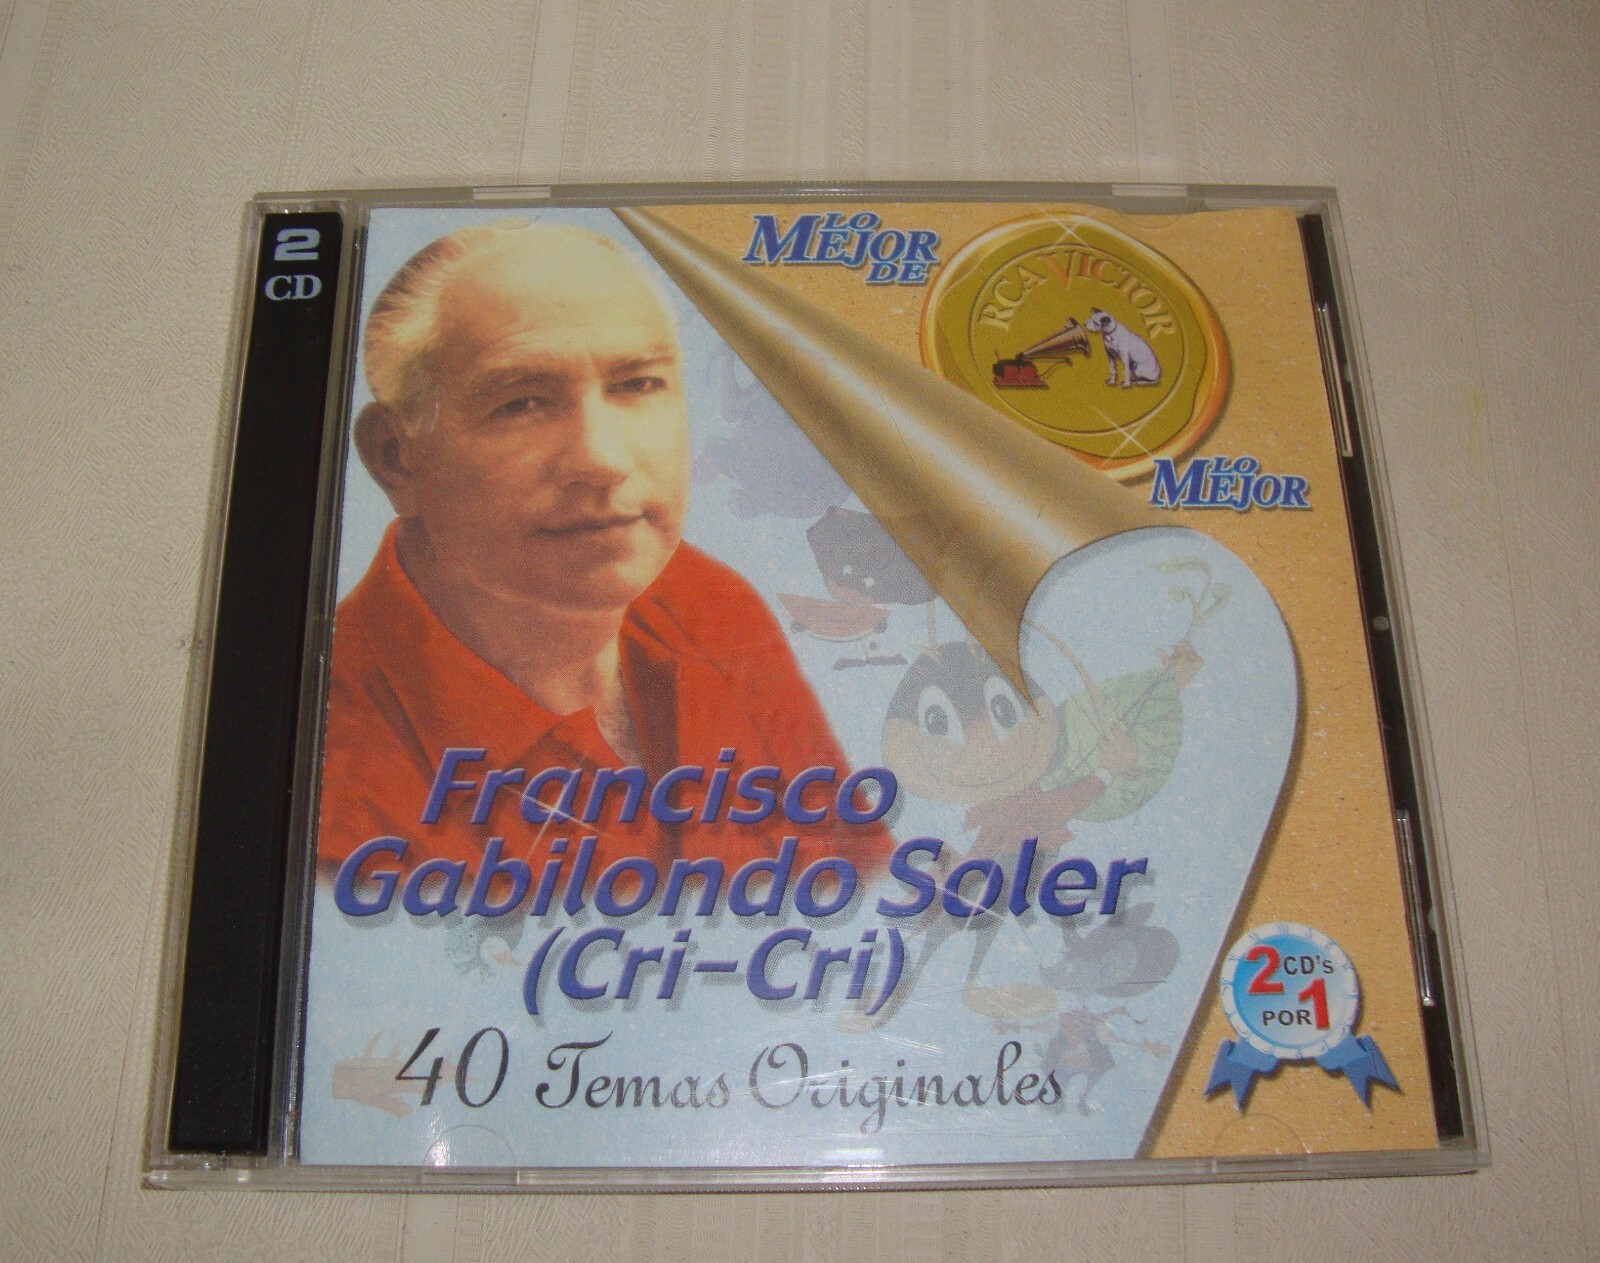 2
CD
LO
MEJOR
DE
RCA VICTOR
LO
MEJOR
Francisco
Gabilondo Soler
(Cri-Cri)
40 Temas Originales
2 CD's
POR 1